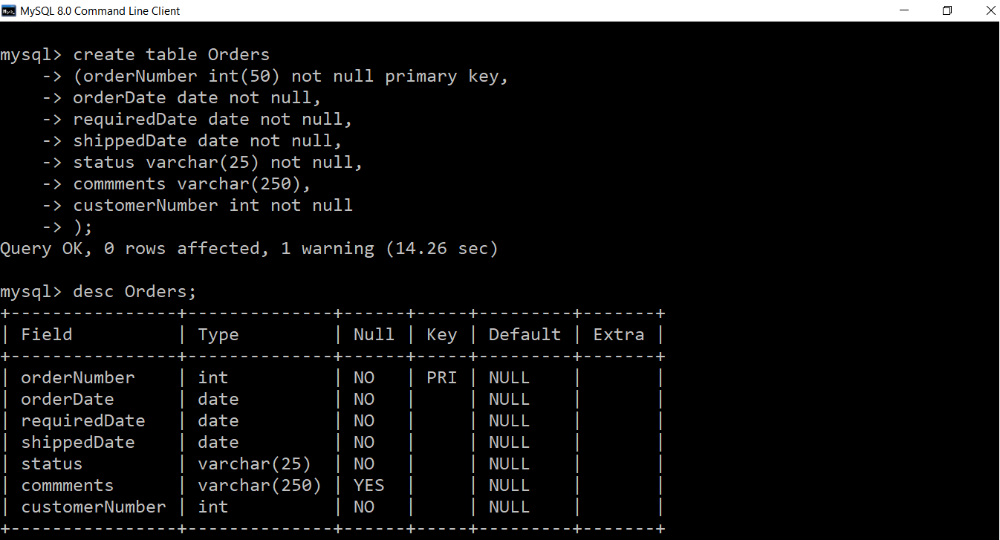 MySQL 8.0 Command Line Client
mysql> create table Orders
    -> (orderNumber int(50) not null primary key,
    -> orderDate date not null,
    -> requiredDate date not null,
    -> shippedDate date not null,
    -> status varchar(25) not null,
    -> commments varchar(250),
    -> customerNumber int not null
    -> );
Query OK, 0 rows affected, 1 warning (14.26 sec)
mysql> desc Orders;
+----------------+--------------+------+-----+---------+-------+
| Field          | Type         | Null | Key | Default | Extra |
+----------------+--------------+------+-----+---------+-------+
| orderNumber    | int          | NO   | PRI | NULL    |       |
| orderDate      | date         | NO   |     | NULL    |       |
| requiredDate   | date         | NO   |     | NULL    |       |
| shippedDate    | date         | NO   |     | NULL    |       |
| status         | varchar(25)  | NO   |     | NULL    |       |
| commments      | varchar(250) | YES  |     | NULL    |       |
| customerNumber | int          | NO   |     | NULL    |       |
+----------------+--------------+------+-----+---------+-------+